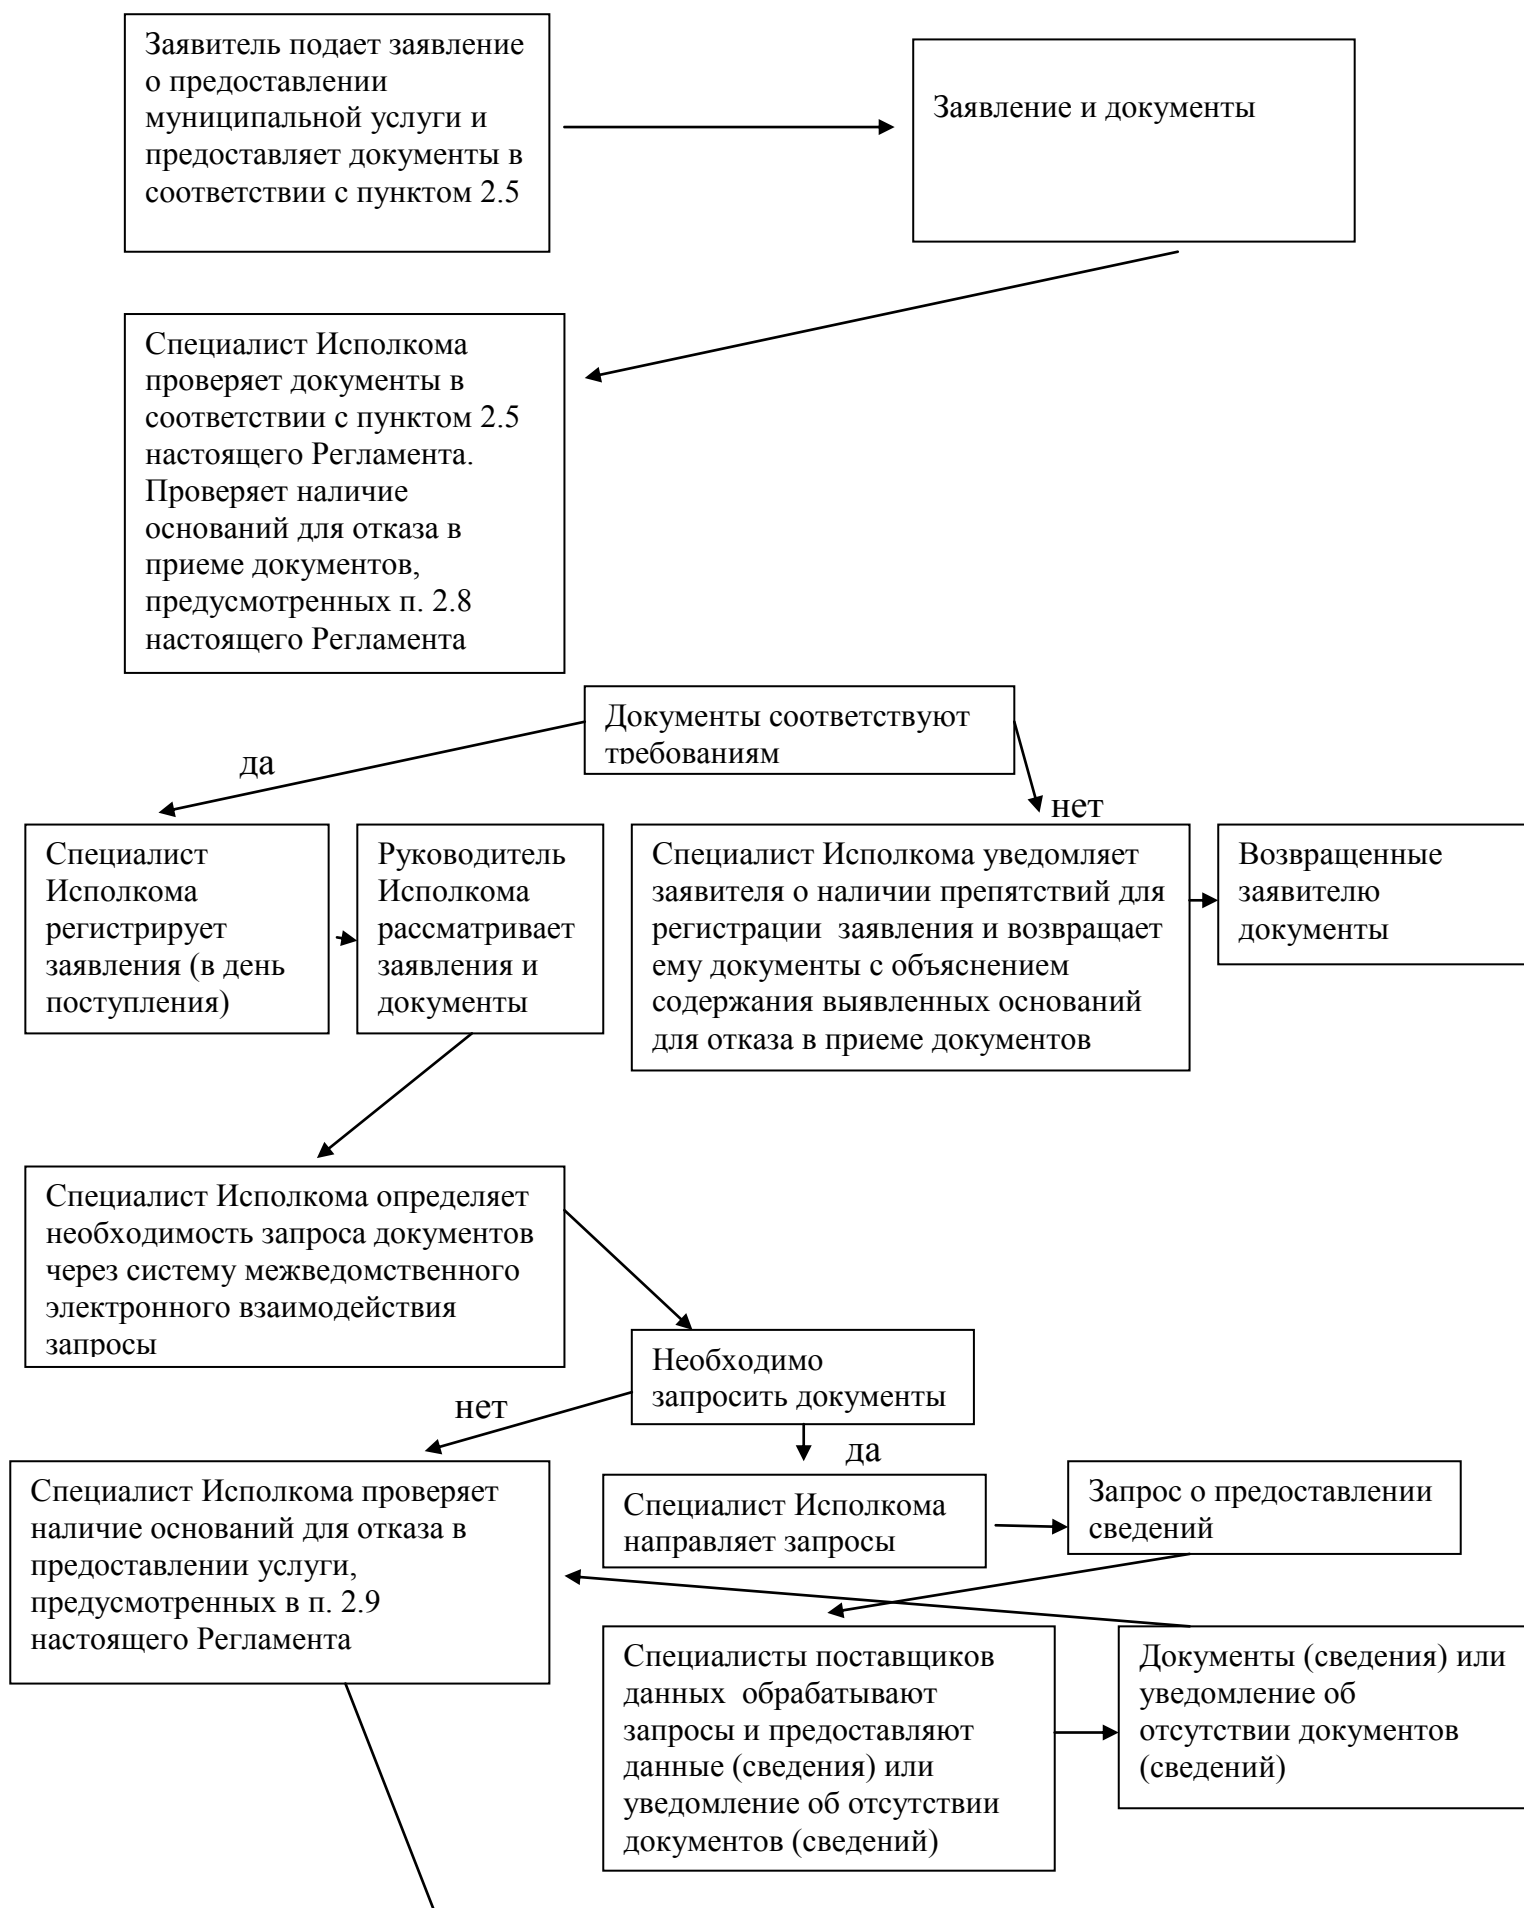 Заявитель подает заявление
о предоставлении
муниципальной услуги и
предоставляет документы в
соответствии с пунктом 2.5
Заявление и документы
Специалист Исполкома
проверяет документы в
соответствии с пунктом 2.5
настоящего Регламента.
Проверяет наличие
оснований для отказа в
приеме документов,
предусмотренных п. 2.8
настоящего Регламента
Документы соответствуют
требованиям
да
нет
Специалист
Исполкома
регистрирует
заявления (в день
поступления)
Руководитель
Исполкома
рассматривает
заявления и
документы
Специалист Исполкома уведомляет
заявителя о наличии препятствий для
регистрации заявления и возвращает
ему документы с объяснением
содержания выявленных оснований
для отказа в приеме документов
Возвращенные
заявителю
документы
Специалист Исполкома определяет
необходимость запроса документов
через систему межведомственного
электронного взаимодействия
запросы
Необходимо
запросить документы
нет
да
Специалист Исполкома проверяет
наличие оснований для отказа в
предоставлении услуги,
предусмотренных в п. 2.9
настоящего Регламента
Специалист Исполкома
направляет запросы
Запрос о предоставлении
сведений
Специалисты поставщиков
данных обрабатывают
запросы и предоставляют
данные (сведения) или
уведомление об отсутствии
документов (сведений)
Документы (сведения) или
уведомление об
отсутствии документов
(сведений)